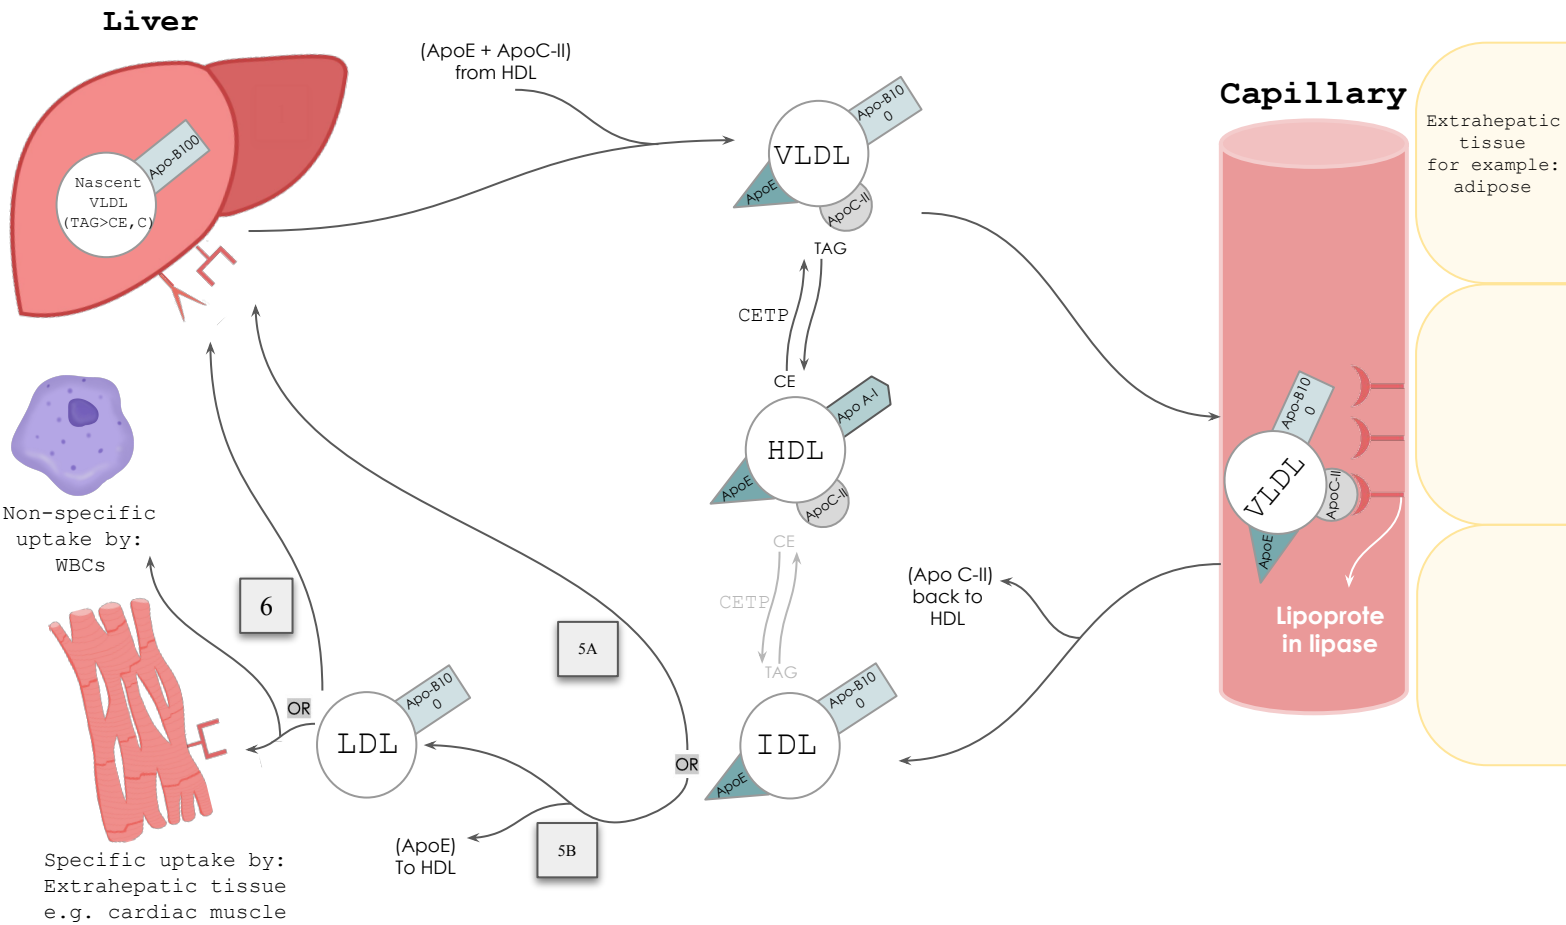 Liver
Nascent
VLDL
(TAG>CE,C)
Apo-B100
(ApoE + ApoC-II)
from HDL
VLDL
Apo-B10
0
ApoE
ApoC-II
TAG
CETP
CE
HDL
Apo A-I
ApoE
ApoC-II
CE
CETP
TAG
IDL
Apo-B10
0
ApoE
Capillary
Extrahepatic
tissue
for example:
adipose
VLDL
Apo-B10
0
ApoC-II
ApoE
Lipoprote
in lipase
(Apo C-II)
back to
HDL
OR
5A
5B
(ApoE)
To HDL
LDL
Apo-B10
0
OR
6
Non-specific
uptake by:
WBCs
Specific uptake by:
Extrahepatic tissue
e.g. cardiac muscle